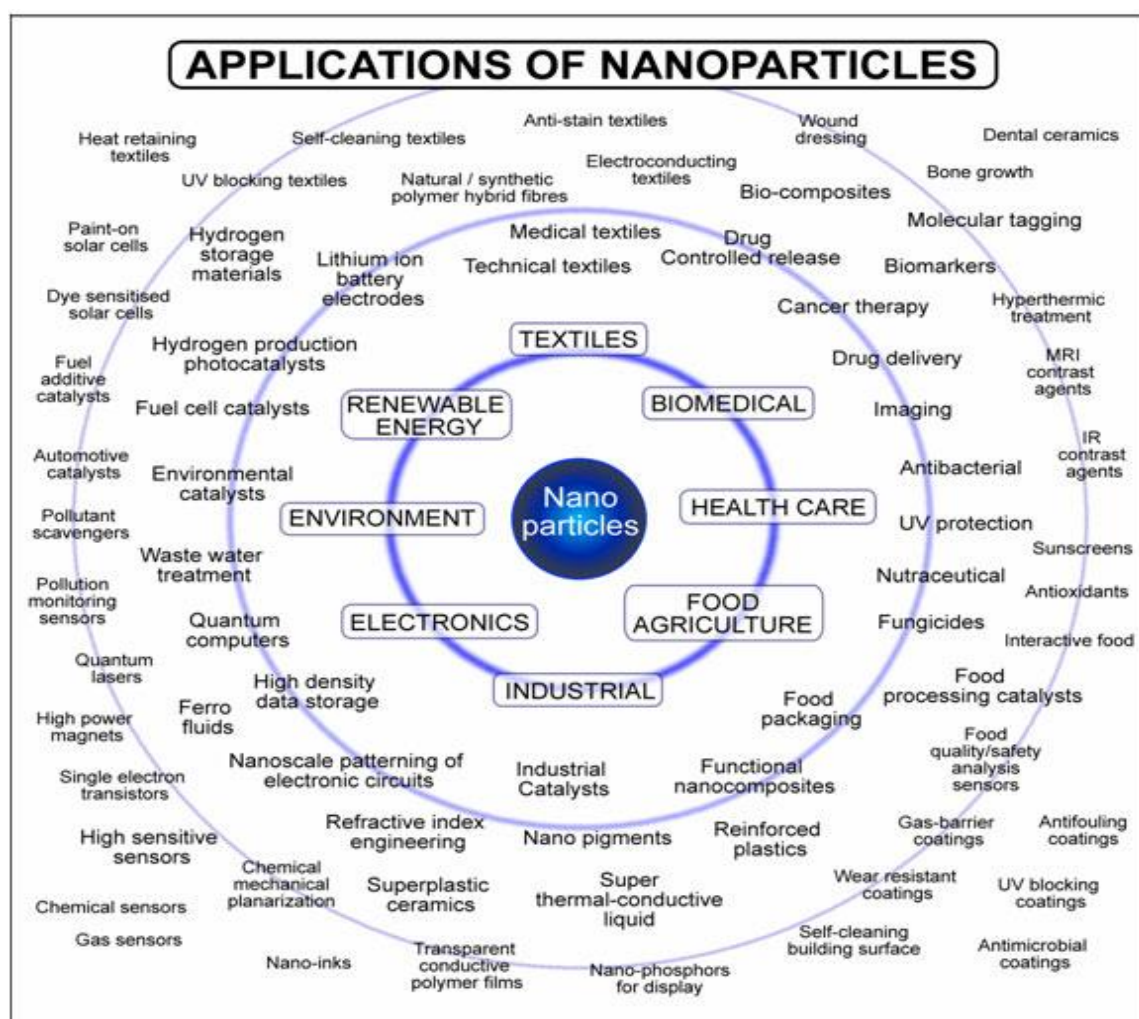 APPLICATIONS OF NANOPARTICLES
Anti-stain textiles
Wound
dressing
Dental ceramics
Heat retaining
textiles
Self-cleaning textiles
Electroconducting
textiles
Bone growth
UV blocking textiles
Natural / synthetic
polymer hybrid fibres
Bio-composites
Molecular tagging
Paint-on
solar cells
Hydrogen
storage
materials
Medical textiles
Drug
Controlled release
Lithium ion
battery
electrodes
Technical textiles
Biomarkers
Dye sensitised
solar cells
Cancer therapy
Hyperthermic
treatment
TEXTILES
Hydrogen production
photocatalysts
Drug delivery
MRI
contrast
agents
Fuel
additive
catalysts
RENEWABLE
ENERGY
BIOMEDICAL
Fuel cell catalysts
Imaging
IR
contrast
agents
Automotive
catalysts
Environmental
catalysts
Antibacterial
Nano
particles
ENVIRONMENT
HEALTH CARE
Pollutant
scavengers
UV protection
Sunscreens
Waste water
treatment
Nutraceutical
Pollution
monitoring
sensors
Antioxidants
ELECTRONICS
FOOD
AGRICULTURE
Quantum
computers
Fungicides
Interactive food
Quantum
lasers
High density
data storage
INDUSTRIAL
Food
processing catalysts
Ferro
fluids
Food
packaging
High power
magnets
Food
quality/safety
analysis
sensors
Nanoscale patterning of
electronic circuits
Industrial
Catalysts
Functional
nanocomposites
Single electron
transistors
High sensitive
sensors
Refractive index
engineering
Nano pigments
Reinforced
plastics
Gas-barrier
coatings
Antifouling
coatings
Chemical
mechanical
planarization
Superplastic
ceramics
Super
thermal-conductive
liquid
Wear resistant
coatings
UV blocking
coatings
Chemical sensors
Gas sensors
Self-cleaning
building surface
Antimicrobial
coatings
Nano-inks
Transparent
conductive
polymer films
Nano-phosphors
for display